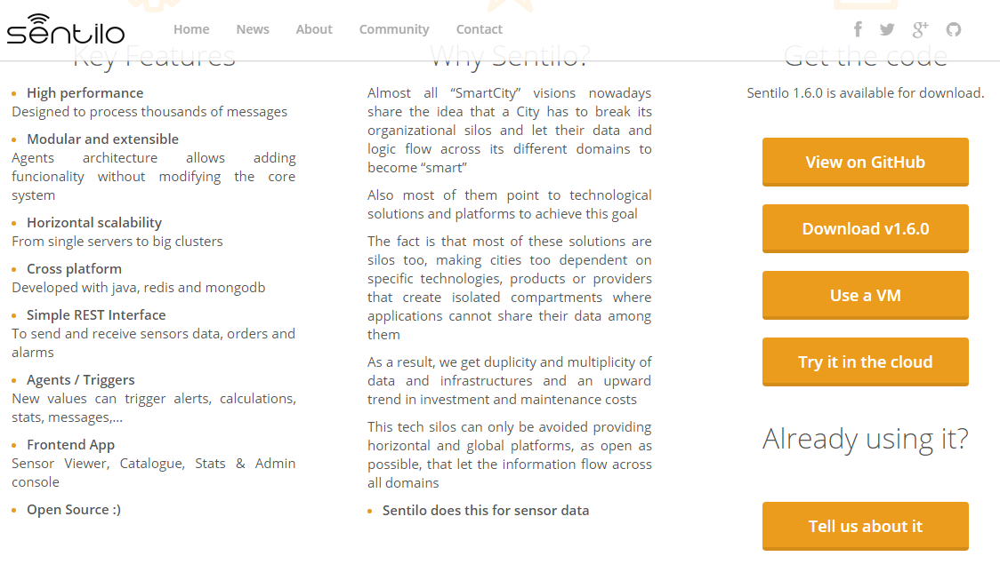 sentilo
Home News About Community Contact
Key Features
High performance
Designed to process thousands of messages
Modular and extensible
Agents architecture allows adding
funcionality without modifying the core
system
Horizontal scalability
From single servers to big clusters
Cross platform
Developed with java, redis and mongodb
Simple REST Interface
To send and receive sensors data, orders and
alarms
Agents / Triggers
New values can trigger alerts, calculations,
stats, messages,...
Frontend App
Sensor Viewer, Catalogue, Stats & Admin
console
Open Source :)
Why Sentilo?
Almost all “SmartCity” visions nowadays
share the idea that a City has to break its
organizational silos and let their data and
logic flow across its different domains to
become “smart”
Also most of them point to technological
solutions and platforms to achieve this goal
The fact is that most of these solutions are
silos too, making cities too dependent on
specific technologies, products or providers
that create isolated compartments where
applications cannot share their data among
them
As a result, we get duplicity and multiplicity of
data and infrastructures and an upward
trend in investment and maintenance costs
This tech silos can only be avoided providing
horizontal and global platforms, as open as
possible, that let the information flow across
all domains
Sentilo does this for sensor data
Get the code
Sentilo 1.6.0 is available for download.
View on GitHub
Download v1.6.0
Use a VM
Try it in the cloud
Already using it?
Tell us about it